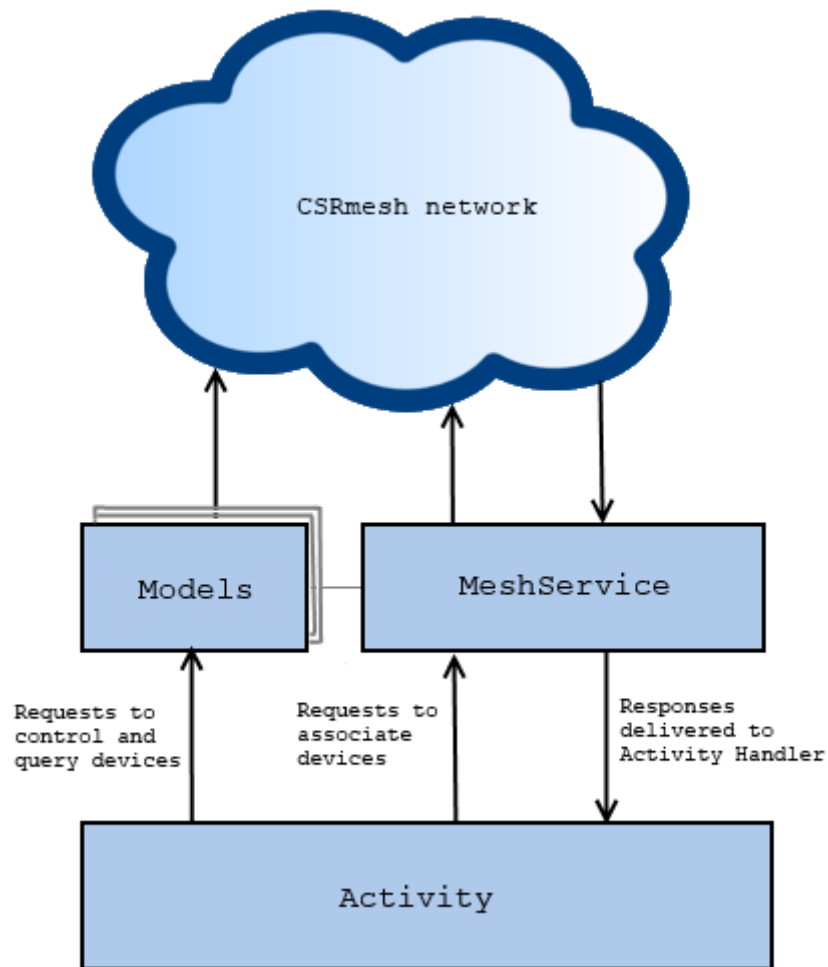 CSRmesh network
Models
MeshService
Requests to
control and
query devices
Requests to
associate
devices
Responses
delivered to
Activity Handler
Activity